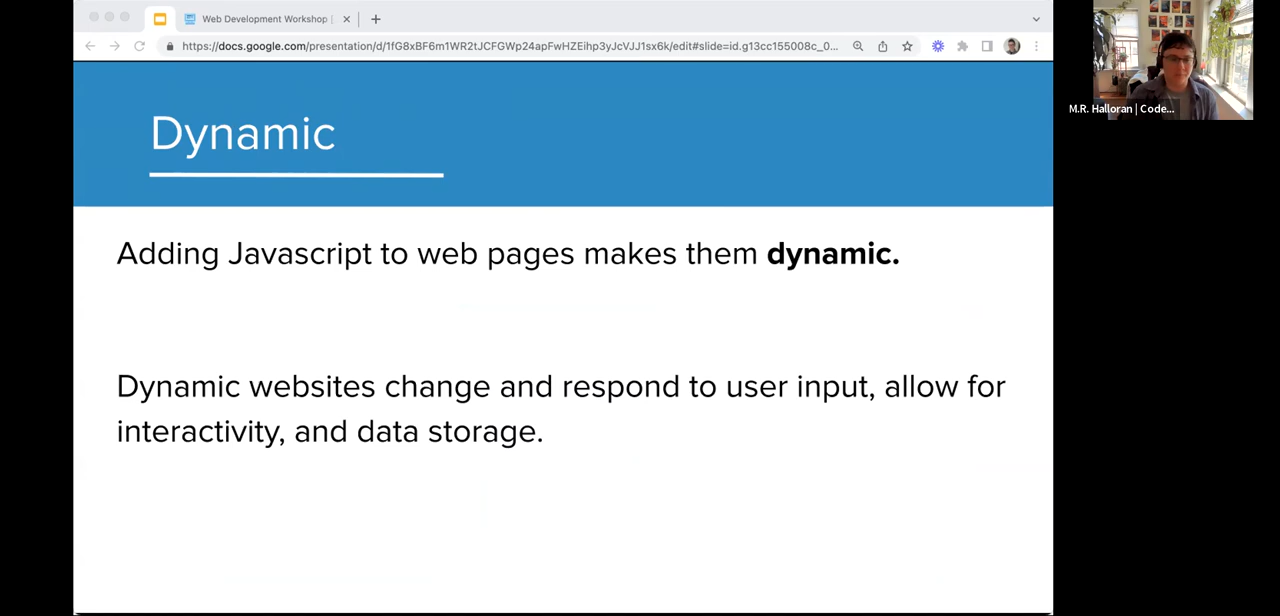 Web Development Workshop |
https://docs.google.com/presentation/d/1fG8xBF6m1WR2tJCFGWp24apFwHZEihp3yJcVJJ1sx6k/edit#slide=id.g13cc155008c_0...
M.R. Halloran | Code...
Dynamic
Adding Javascript to web pages makes them dynamic.
Dynamic websites change and respond to user input, allow for
interactivity, and data storage.